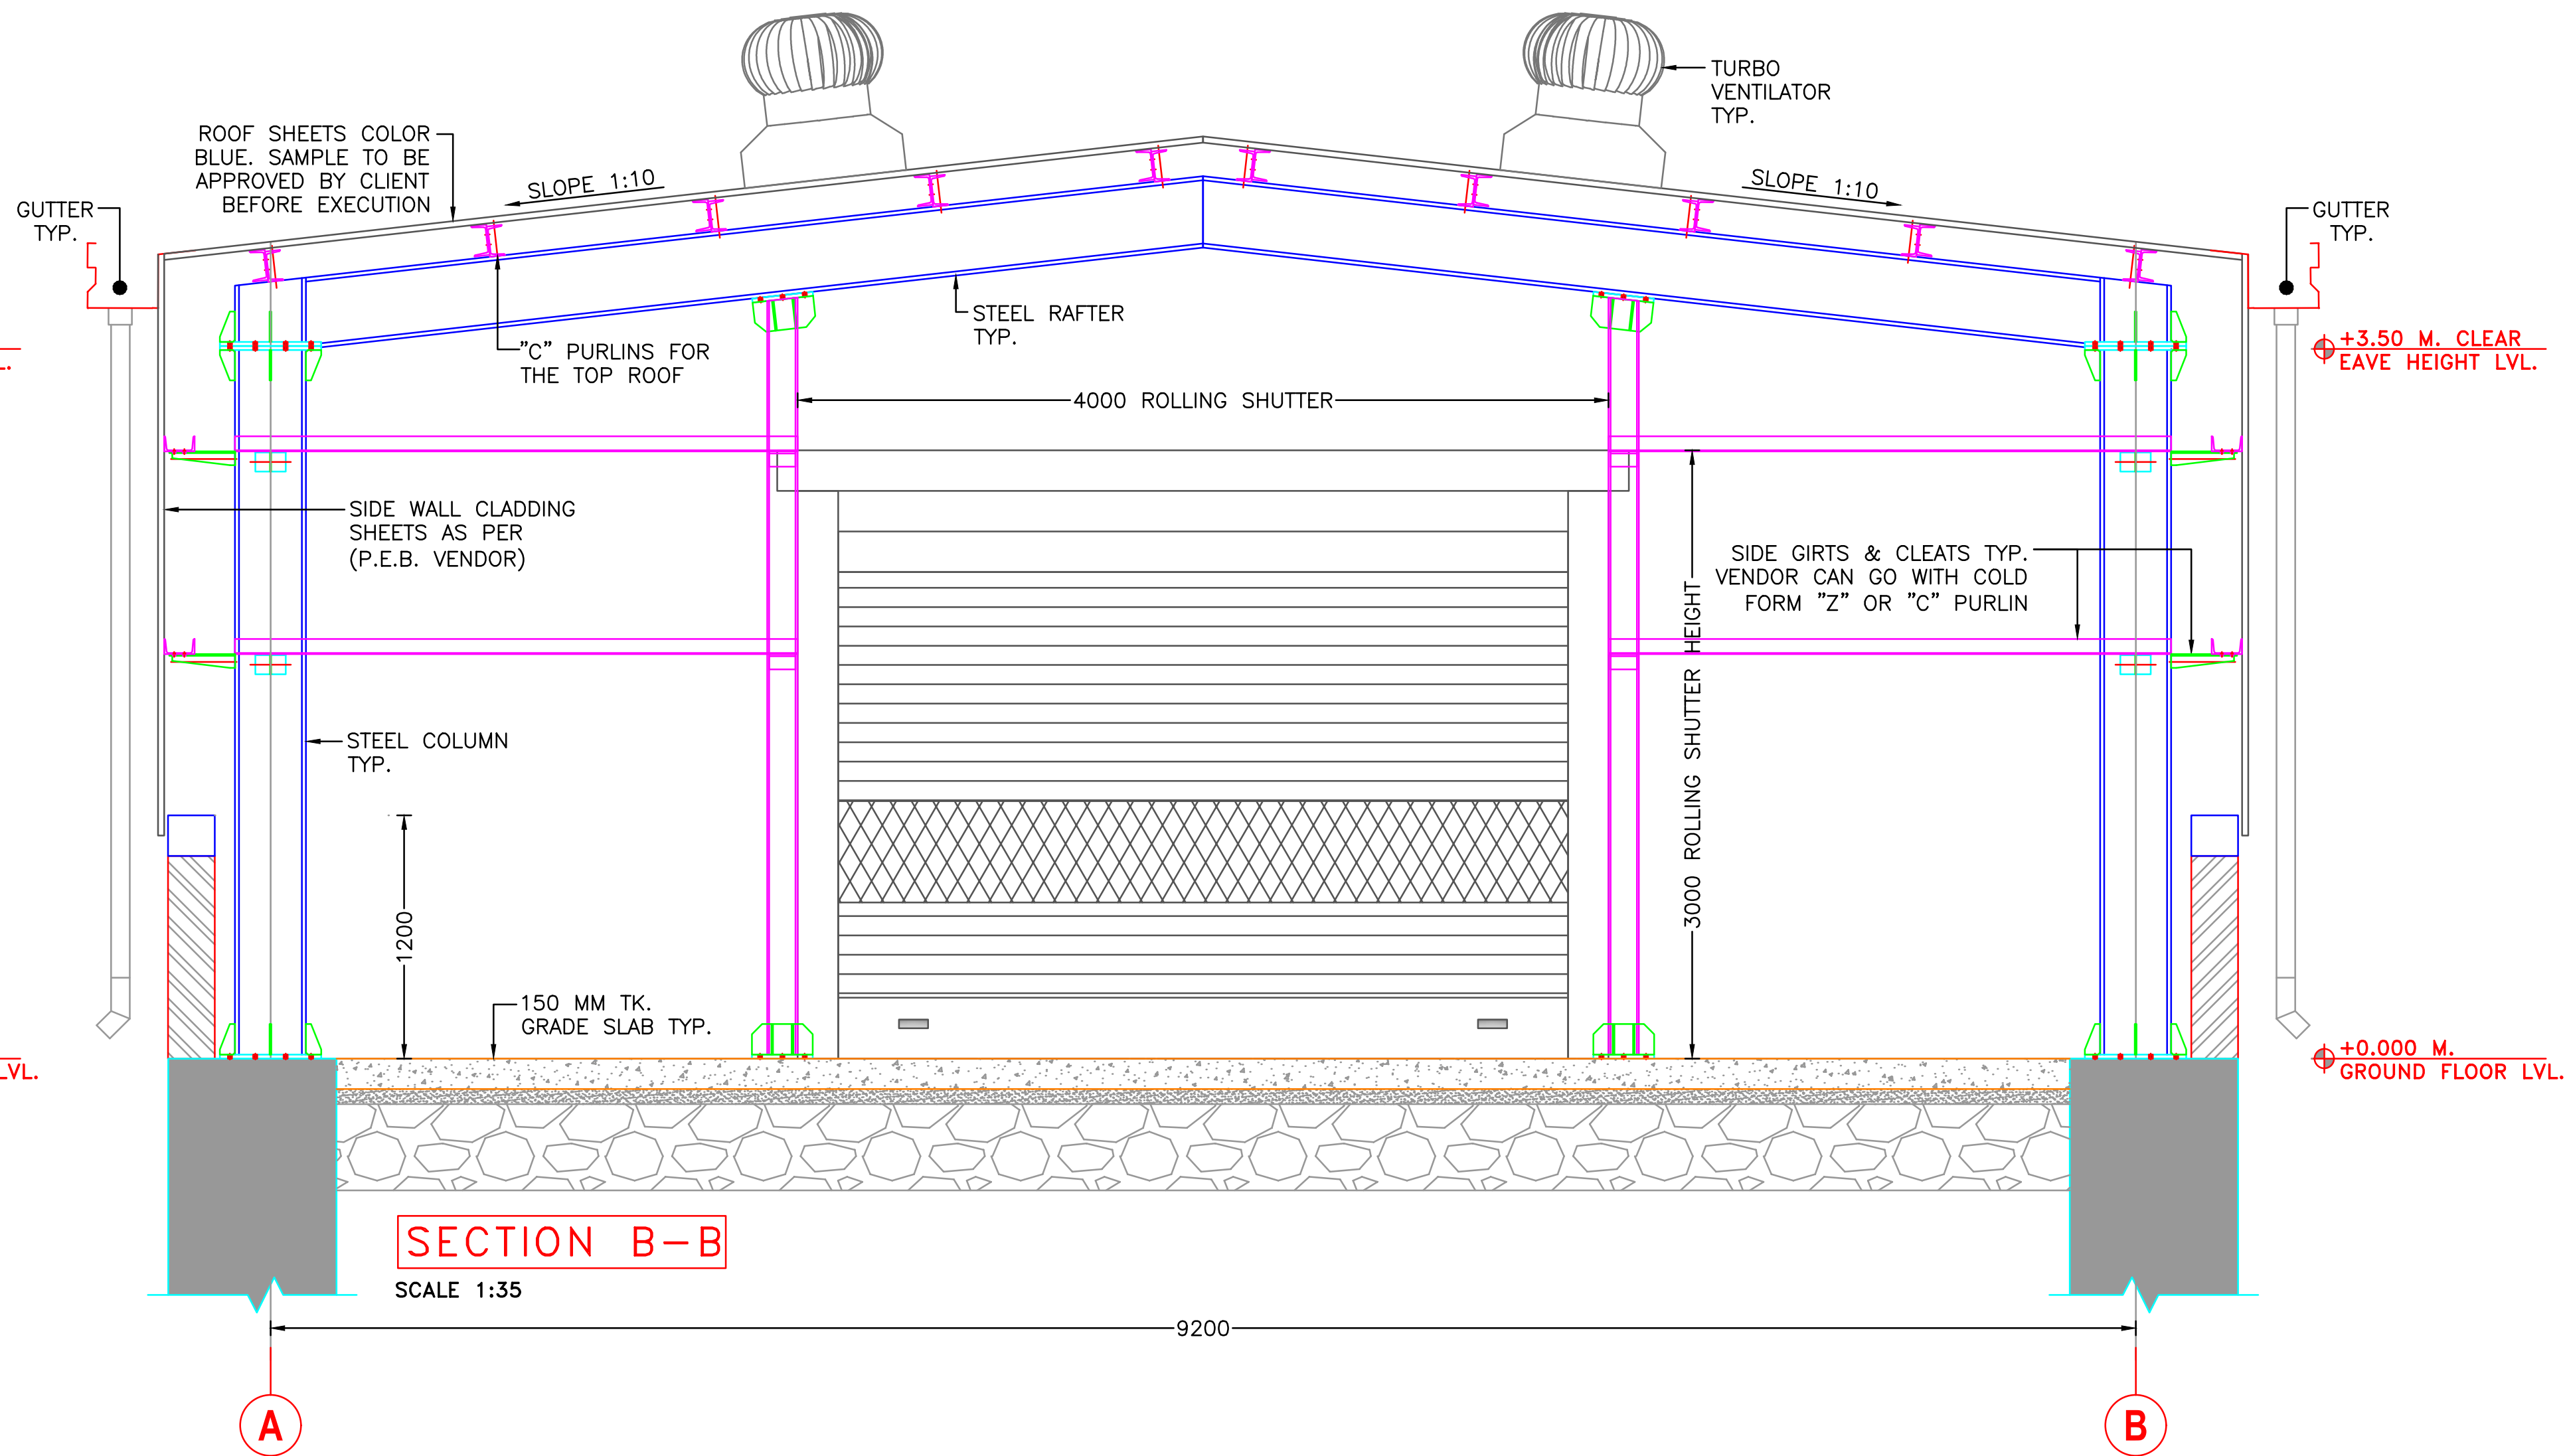 TURBO
VENTILATOR
TYP.
ROOF SHEETS COLOR
BLUE. SAMPLE TO BE
APPROVED BY CLIENT
BEFORE EXECUTION
SLOPE 1:10
SLOPE 1:10
GUTTER
TYP.
GUTTER
TYP.
STEEL RAFTER
TYP.
"C" PURLINS FOR
THE TOP ROOF
+3.50 M. CLEAR
EAVE HEIGHT LVL.
L.
4000 ROLLING SHUTTER
SIDE WALL CLADDING
SHEETS AS PER
(P.E.B. VENDOR)
SIDE GIRTS & CLEATS TYP.
VENDOR CAN GO WITH COLD
FORM "Z" OR "C" PURLIN
3000 ROLLING SHUTTER HEIGHT
STEEL COLUMN
TYP.
1200
150 MM TK.
GRADE SLAB TYP.
+0.000 M.
GROUND FLOOR LVL.
LVL.
SECTION B-B
SCALE 1:35
9200
A
B